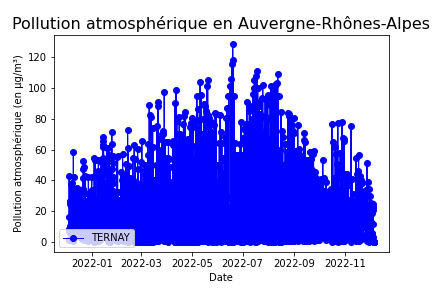 Pollution atmosphérique en Auvergne-Rhônes-Alpes
Pollution atmosphérique (en µg/m³)
120
100
80
60
40
20
0
TERNAY
2022-01 2022-03 2022-05 2022-07 2022-09 2022-11
Date